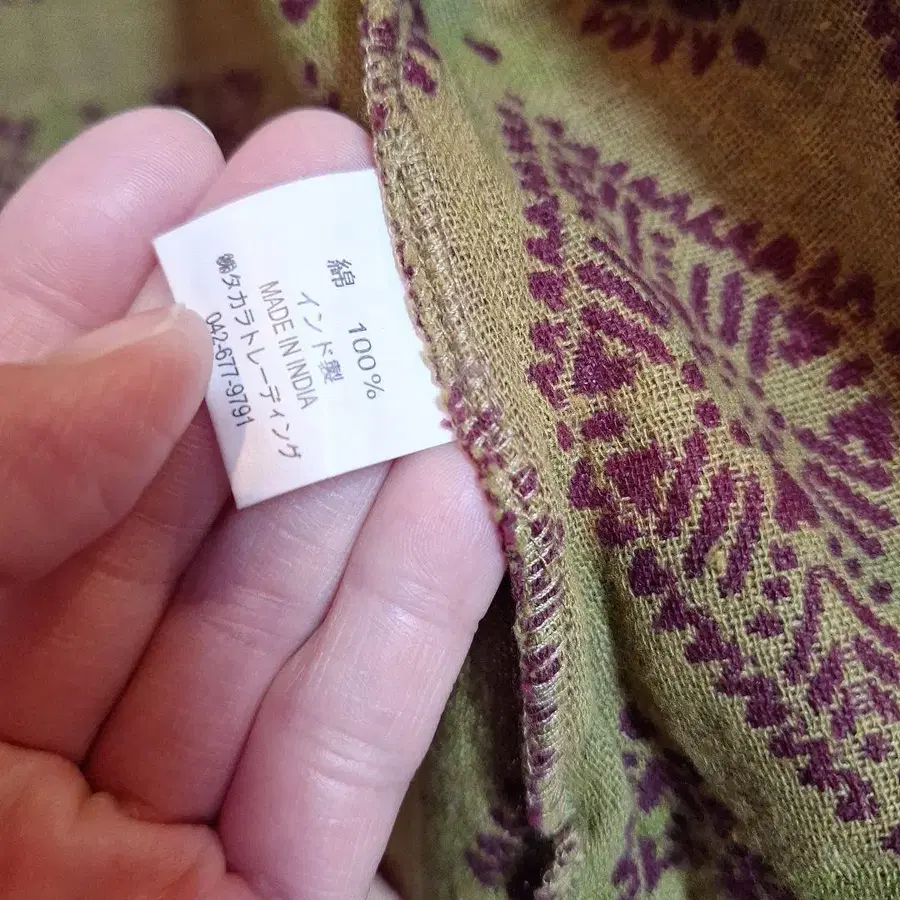 綿 100%
インド製
MADE IN INDIA
㈱タカラトレーディング
042-677-9791